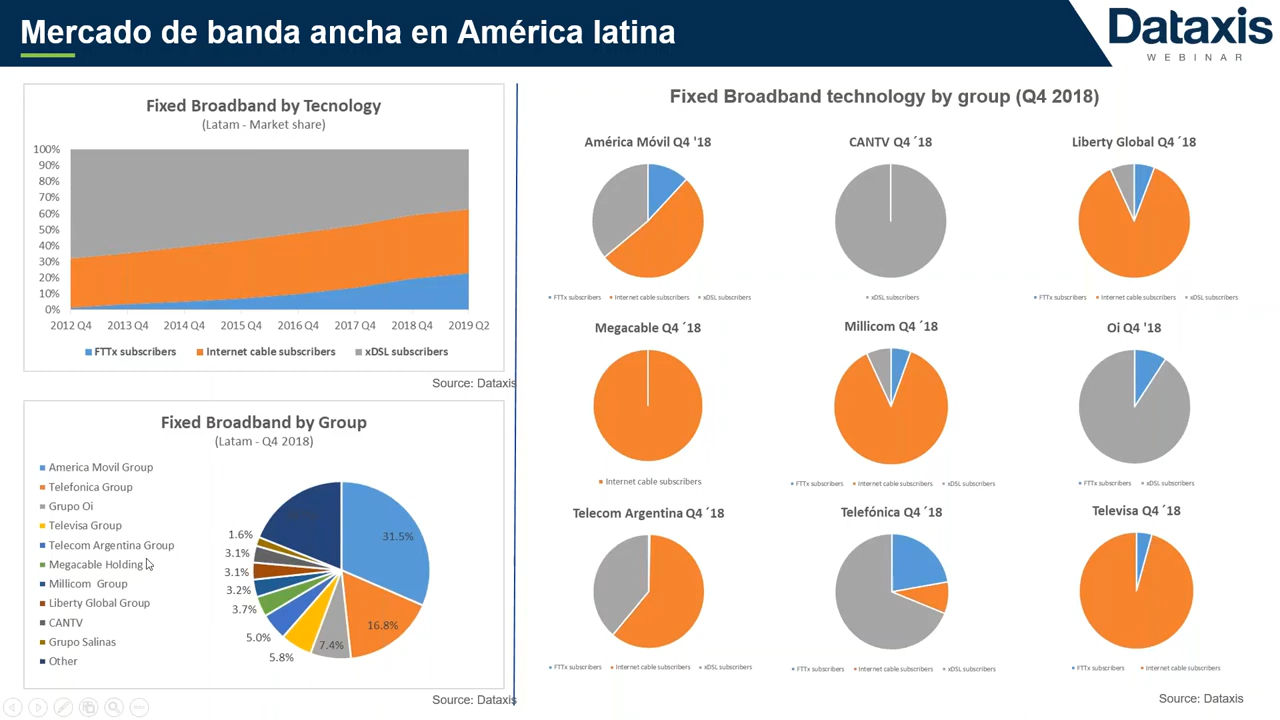 Mercado de banda ancha en América latina
Dataxis
WEBINAR
Fixed Broadband by Tecnology
(Latam - Market share)
100%
90%
80%
70%
60%
50%
40%
30%
20%
10%
0%
2012 Q4 2013 Q4 2014 Q4 2015 Q4 2016 Q4 2017 Q4 2018 Q4 2019 Q2
FTTx subscribers Internet cable subscribers xDSL subscribers
Source: Dataxis
Fixed Broadband by Group
(Latam - Q4 2018)
America Movil Group
Telefonica Group
Grupo Oi
Televisa Group
Telecom Argentina Group
Megacable Holding
Millicom Group
Liberty Global Group
CANTV
Grupo Salinas
Other
31.5%
16.8%
7.4%
5.8%
5.0%
3.7%
3.2%
3.1%
3.1%
1.6%
Source: Dataxis
Fixed Broadband technology by group (Q4 2018)
América Móvil Q4 '18
FTTx subscribers Internet cable subscribers xDSL subscribers
CANTV Q4 ´18
xDSL subscribers
Liberty Global Q4 ´18
FTTx subscribers Internet cable subscribers xDSL subscribers
Megacable Q4 ´18
Internet cable subscribers
Millicom Q4 ´18
FTTx subscribers Internet cable subscribers xDSL subscribers
Oi Q4 '18
FTTx subscribers xDSL subscribers
Telecom Argentina Q4 ´18
FTTx subscribers Internet cable subscribers xDSL subscribers
Telefónica Q4 ´18
FTTx subscribers Internet cable subscribers xDSL subscribers
Televisa Q4 ´18
FTTx subscribers Internet cable subscribers
Source: Dataxis